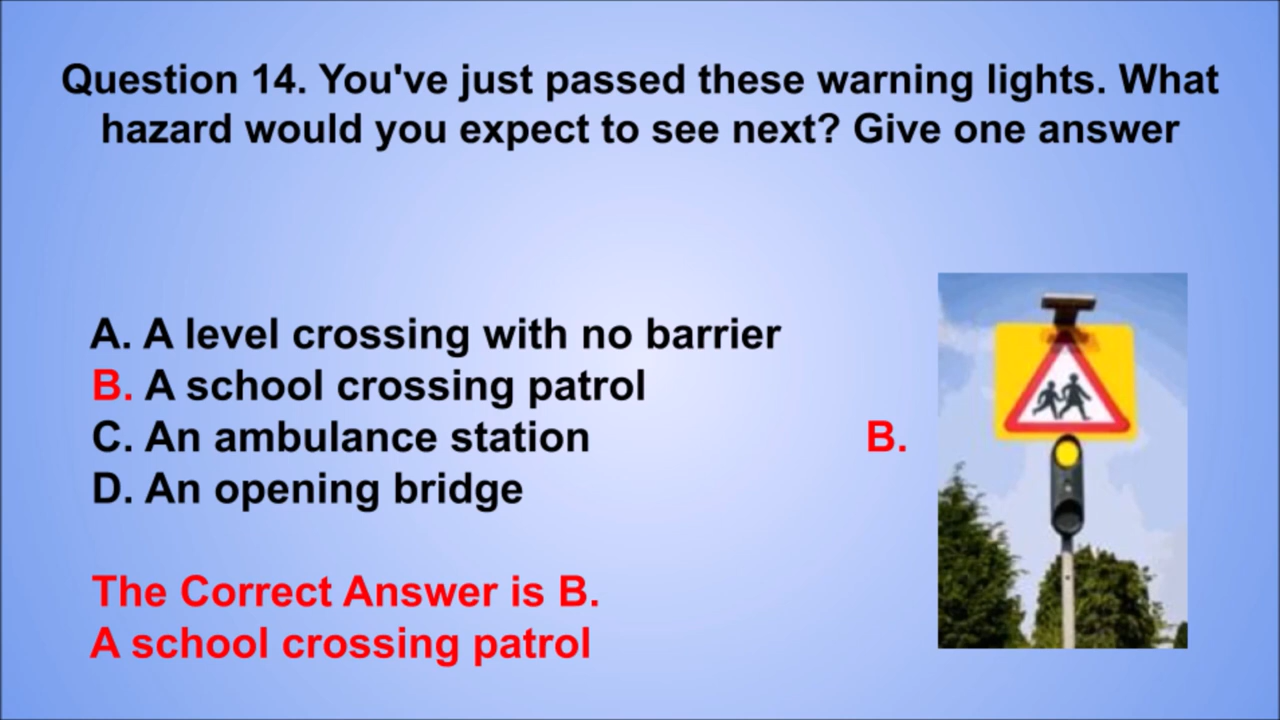 Question 14. You've just passed these warning lights. What
hazard would you expect to see next? Give one answer
A. A level crossing with no barrier
B. A school crossing patrol
C. An ambulance station
D. An opening bridge
B.
The Correct Answer is B.
A school crossing patrol